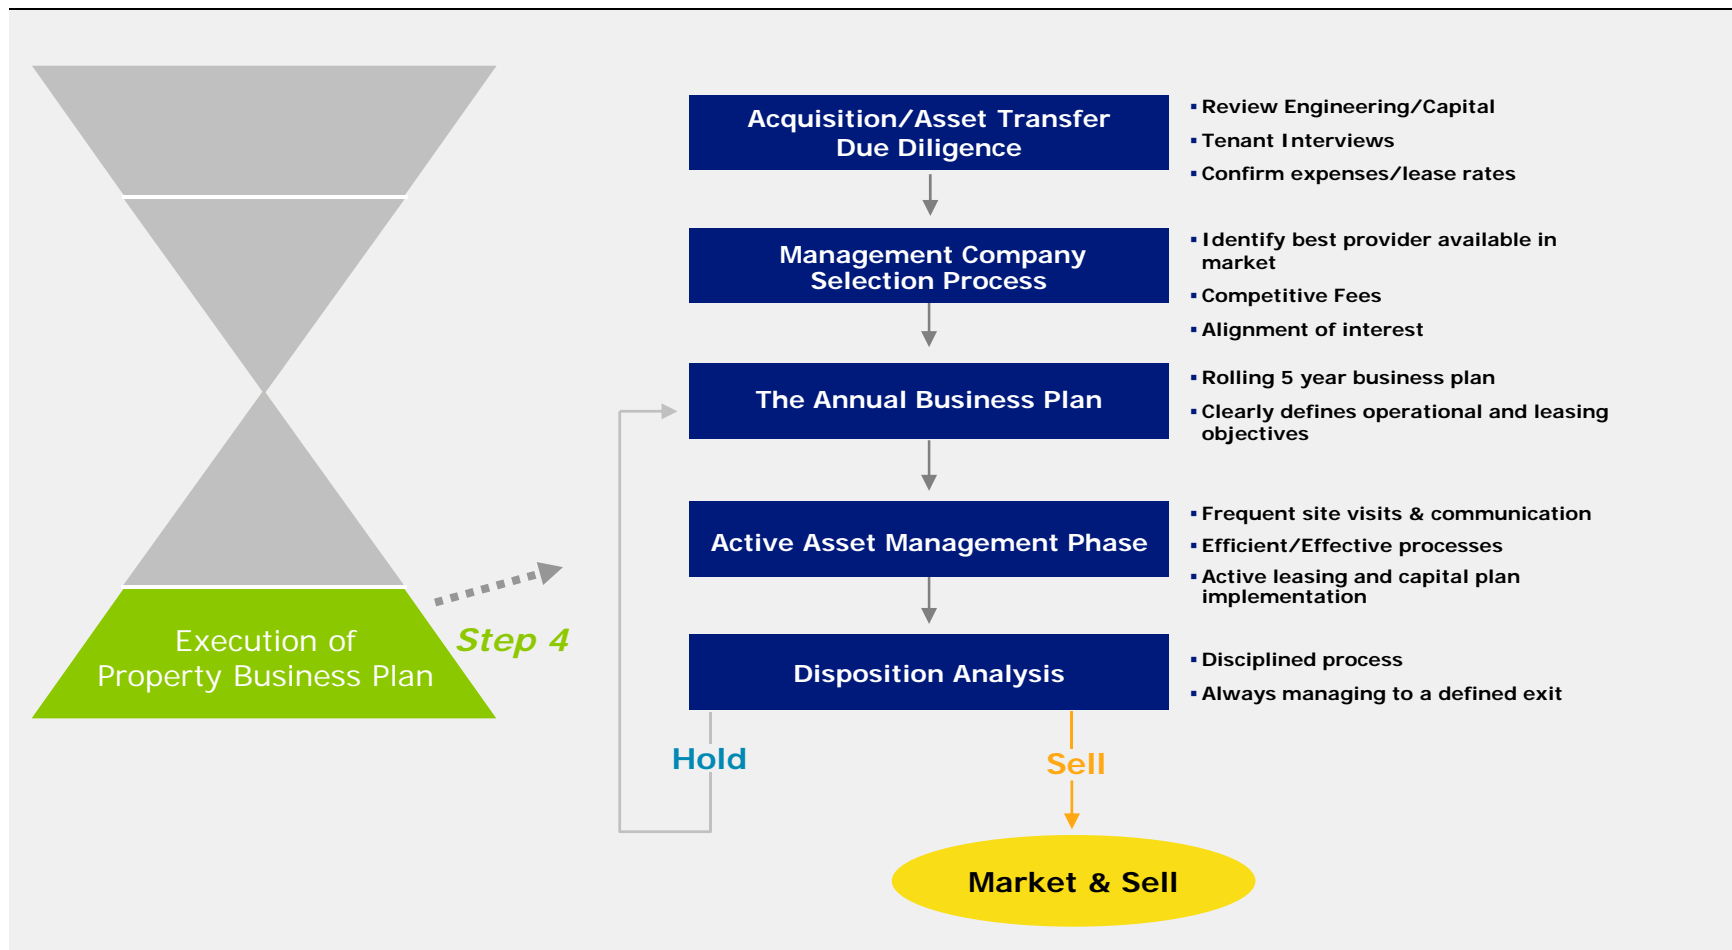 Execution of
Property Business Plan
Step 4
Acquisition/Asset Transfer
Due Diligence
▪ Review Engineering/Capital
▪ Tenant Interviews
▪ Confirm expenses/lease rates
Management Company
Selection Process
▪ Identify best provider available in
market
▪ Competitive Fees
▪ Alignment of interest
The Annual Business Plan
▪ Rolling 5 year business plan
▪ Clearly defines operational and leasing
objectives
Active Asset Management Phase
▪ Frequent site visits & communication
▪ Efficient/Effective processes
▪ Active leasing and capital plan
implementation
Disposition Analysis
▪ Disciplined process
▪ Always managing to a defined exit
Hold
Sell
Market & Sell